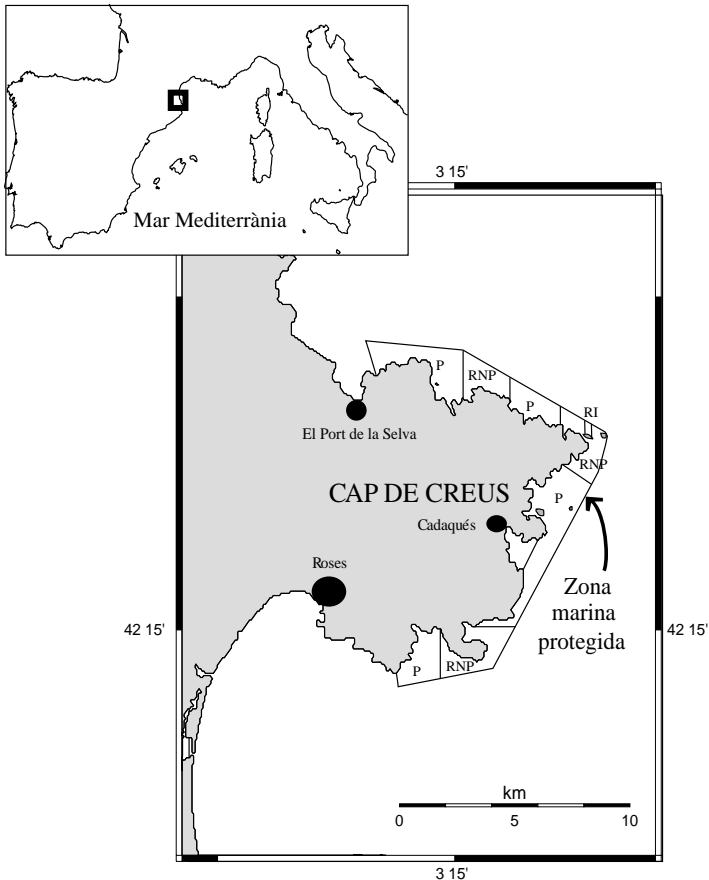 Mar Mediterrània
3 15'
P
RNP
P
RI
El Port de la Selva
RNP
CAP DE CREUS
P
Cadaqués
Roses
Zona
marina
protegida
42 15'
42 15'
P
RNP
km
0 5 10
3 15'